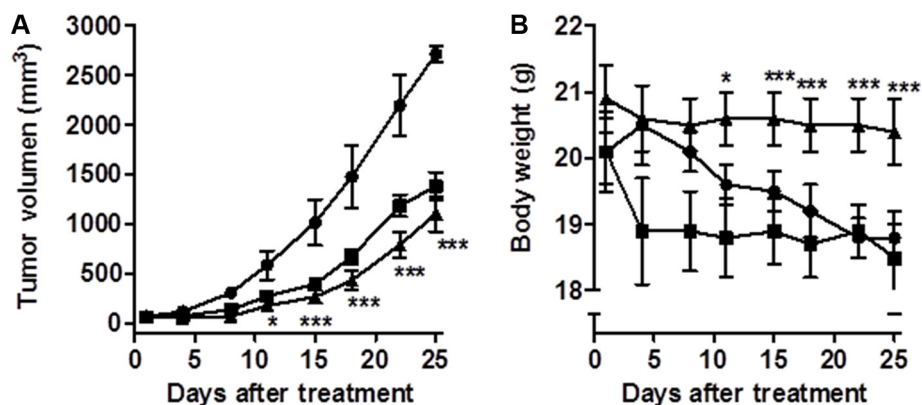 A
Tumor volumen (mm³)
3000
2500
2000
1500
1000
500
0
* *** *** *** ***
0 5 10 15 20 25
Days after treatment
B
Body weight (g)
22
21
20
19
18
* *** *** *** ***
0 5 10 15 20 25
Days after treatment